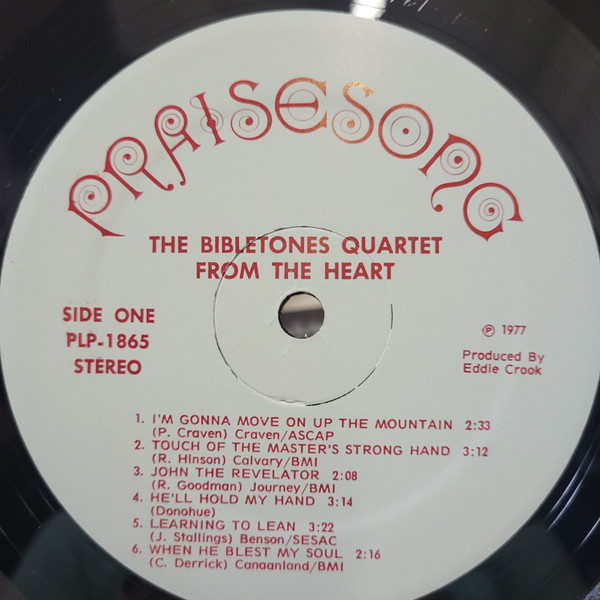 PRAISESONG
THE BIBLETONES QUARTET
FROM THE HEART
SIDE ONE
PLP-1865
STEREO
℗ 1977
Produced By
Eddie Crook
1. I'M GONNA MOVE ON UP THE MOUNTAIN 2:33
(P. Craven) Craven/ASCAP
2. TOUCH OF THE MASTER'S STRONG HAND 3:12
(R. Hinson) Calvary/BMI
3. JOHN THE REVELATOR 2:08
(R. Goodman) Journey/BMI
4. HE'LL HOLD MY HAND 3:14
(Donohue)
5. LEARNING TO LEAN 3:22
(J. Stallings) Benson/SESAC
6. WHEN HE BLEST MY SOUL 2:16
(C. Derrick) Canaanland/BMI